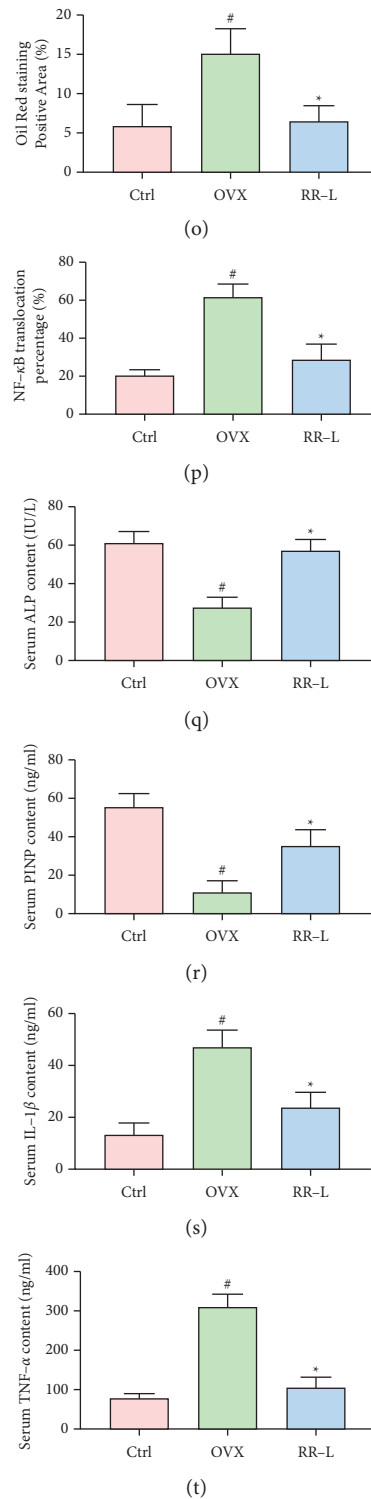 Oil Red staining
Positive Area (%)
20
15
10
5
0
#
*
Ctrl OVX RR–L
(o)
NF–κB translocation
percentage (%)
80
60
40
20
0
#
*
Ctrl OVX RR–L
(p)
Serum ALP content (IU/L)
80
60
40
20
0
#
*
Ctrl OVX RR–L
(q)
Serum PINP content (ng/ml)
80
60
40
20
0
#
*
Ctrl OVX RR–L
(r)
Serum IL–1β content (ng/ml)
60
40
20
0
#
*
Ctrl OVX RR–L
(s)
Serum TNF–α content (ng/ml)
400
300
200
100
0
#
*
Ctrl OVX RR–L
(t)